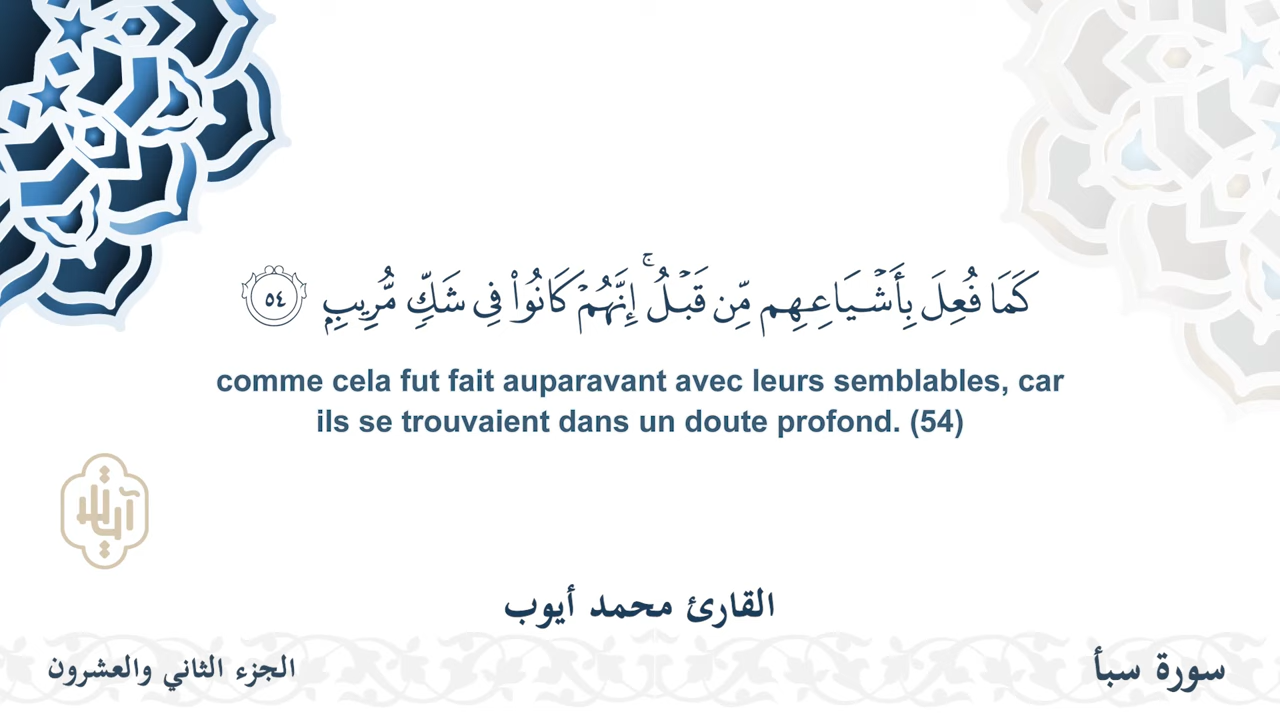 كَمَا فُعِلَ بِأَشْيَاعِهِم مِّن قَبْلُ ۚ إِنَّهُمْ كَانُوا۟ فِى شَكٍّ مُّرِيبٍۭ ٥٤
comme cela fut fait auparavant avec leurs semblables, car
ils se trouvaient dans un doute profond. (54)
القارئ محمد أيوب
سورة سبأ
الجزء الثاني والعشرون